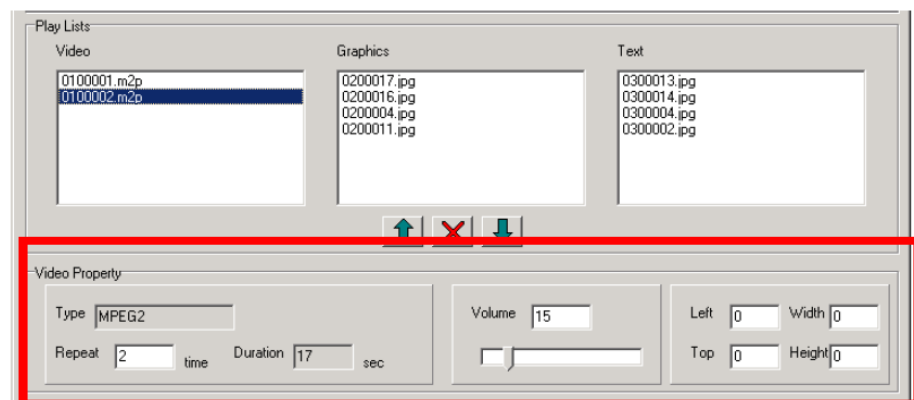 Play Lists
Video Graphics Text
0100001.m2p 0200017.jpg 0300013.jpg
0100002.m2p 0200016.jpg 0300014.jpg
0200004.jpg 0300004.jpg
0200011.jpg 0300002.jpg
Video Property
Type MPEG2 Volume 15 Left 0 Width 0
Repeat 2 time Duration 17 sec Top 0 Height 0